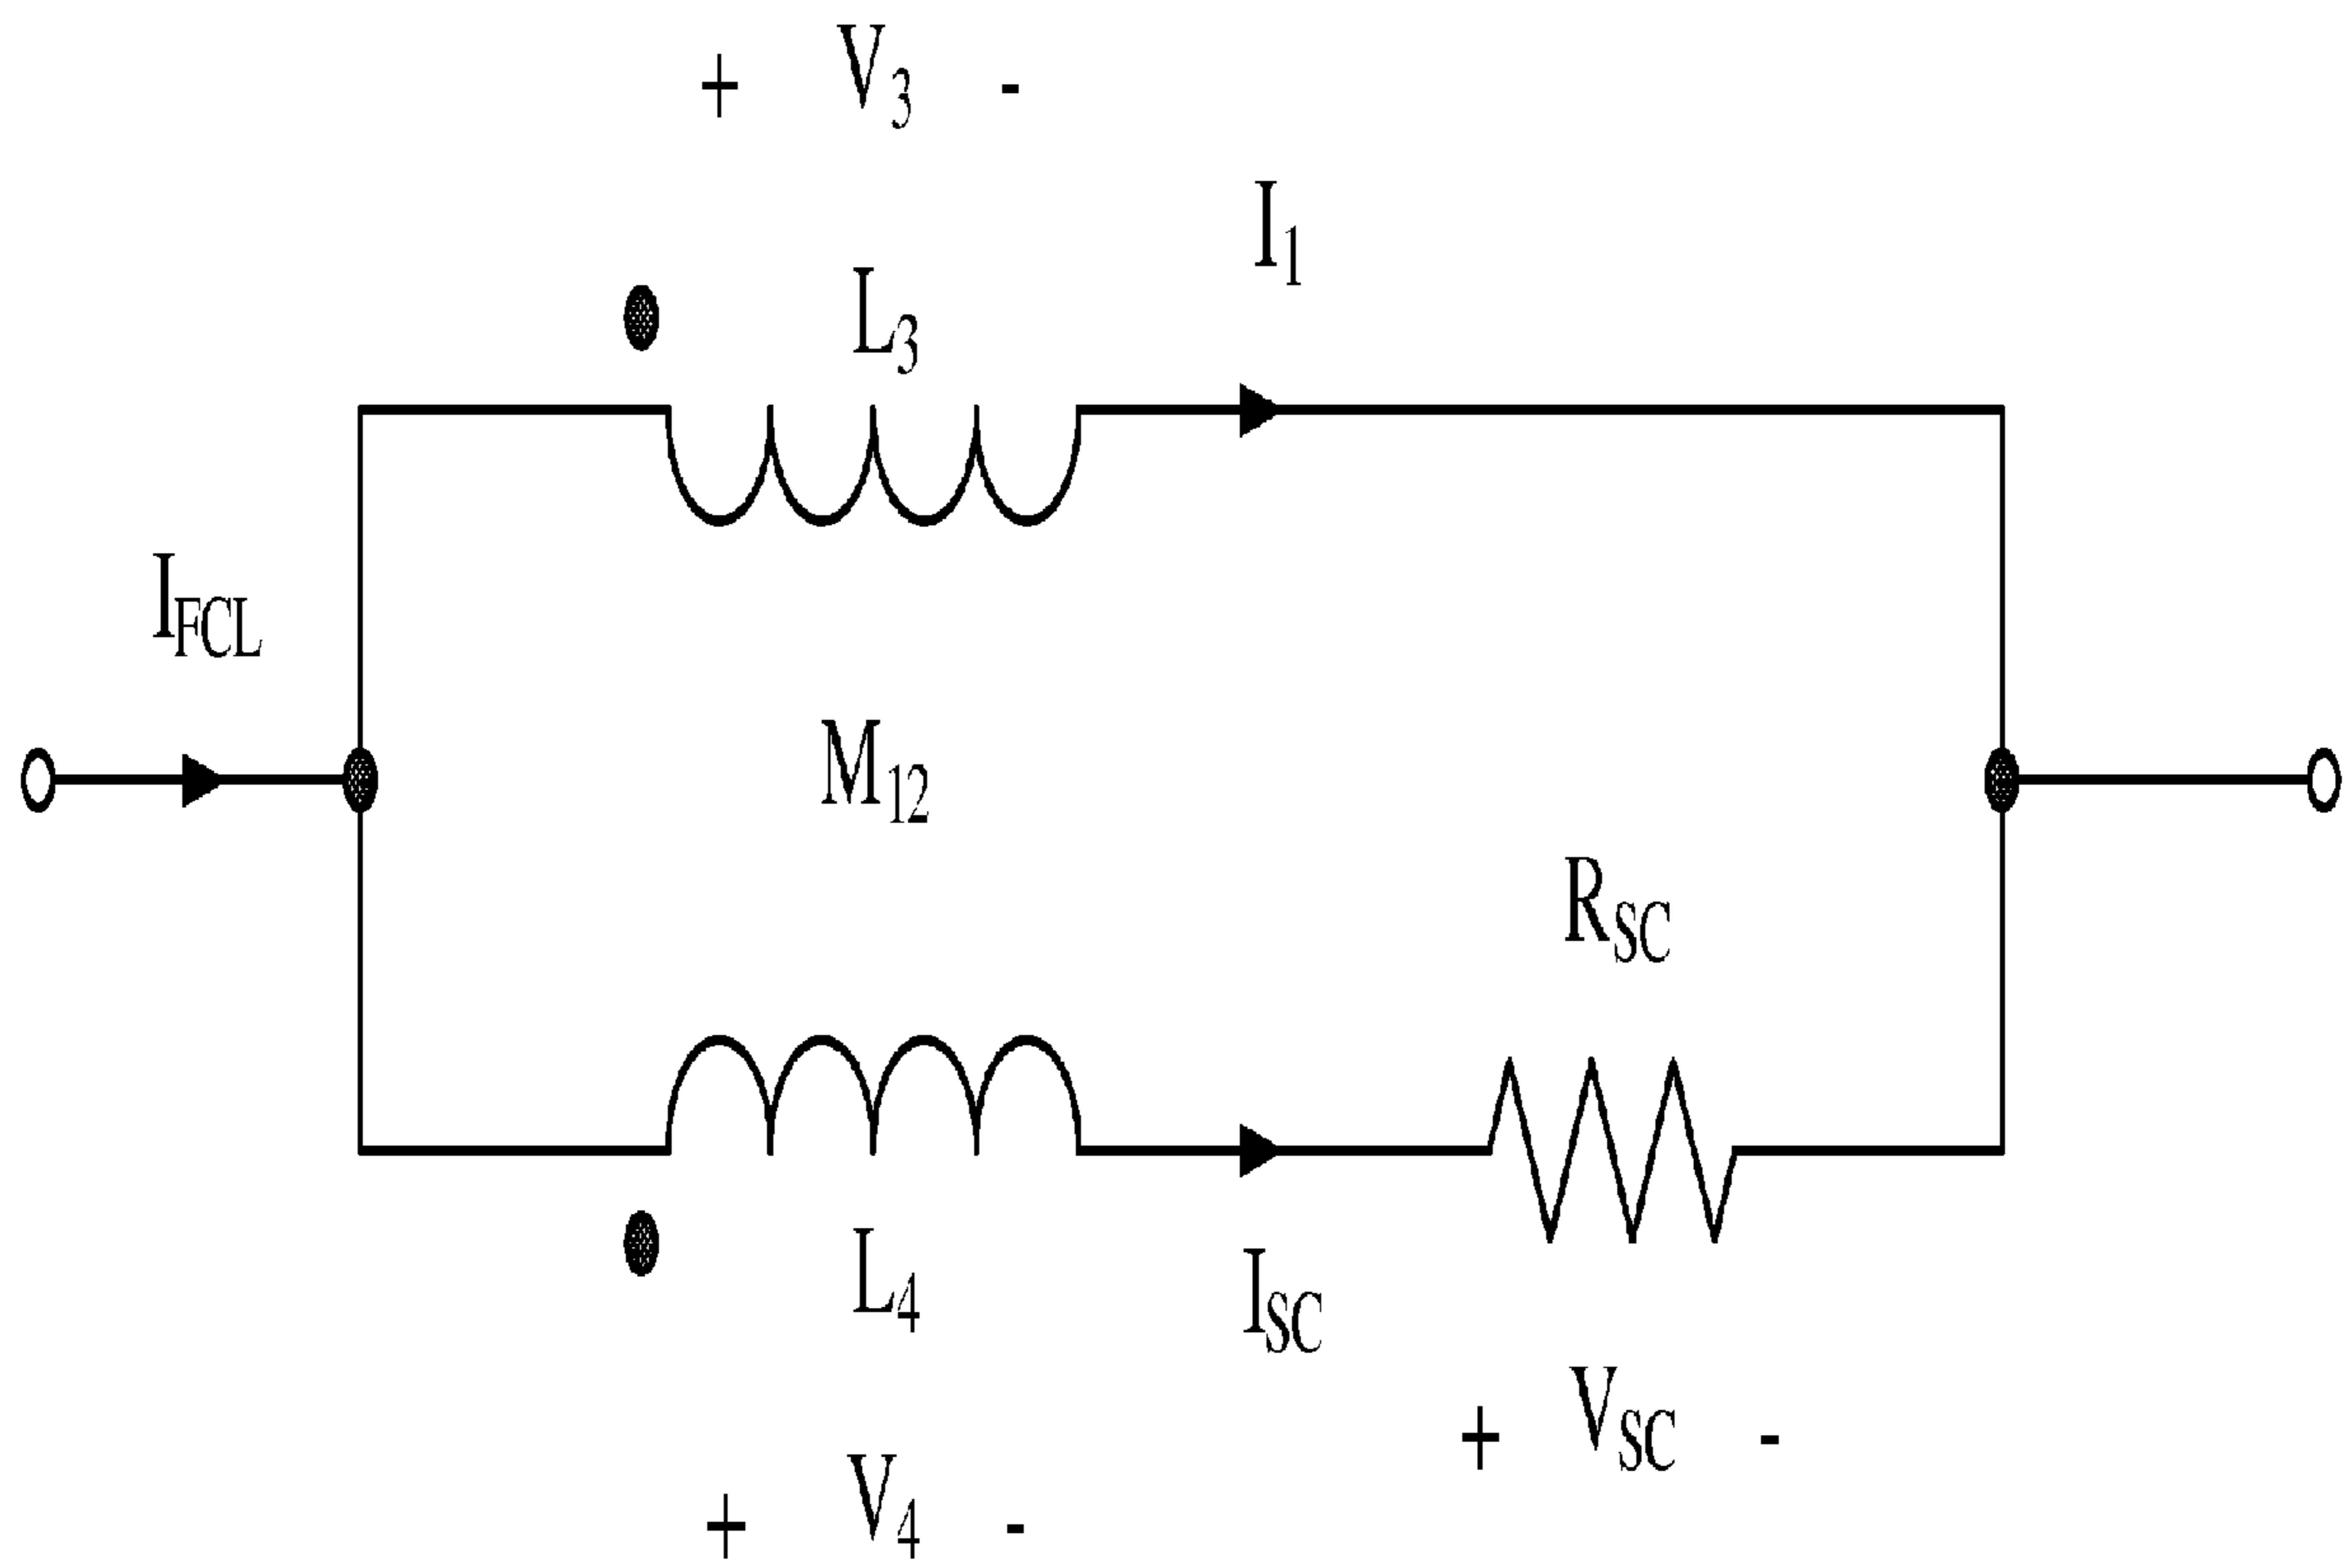 + V3 -
I1
L3
IFCL
M12
RSC
L4
ISC
+ VSC -
+ V4 -